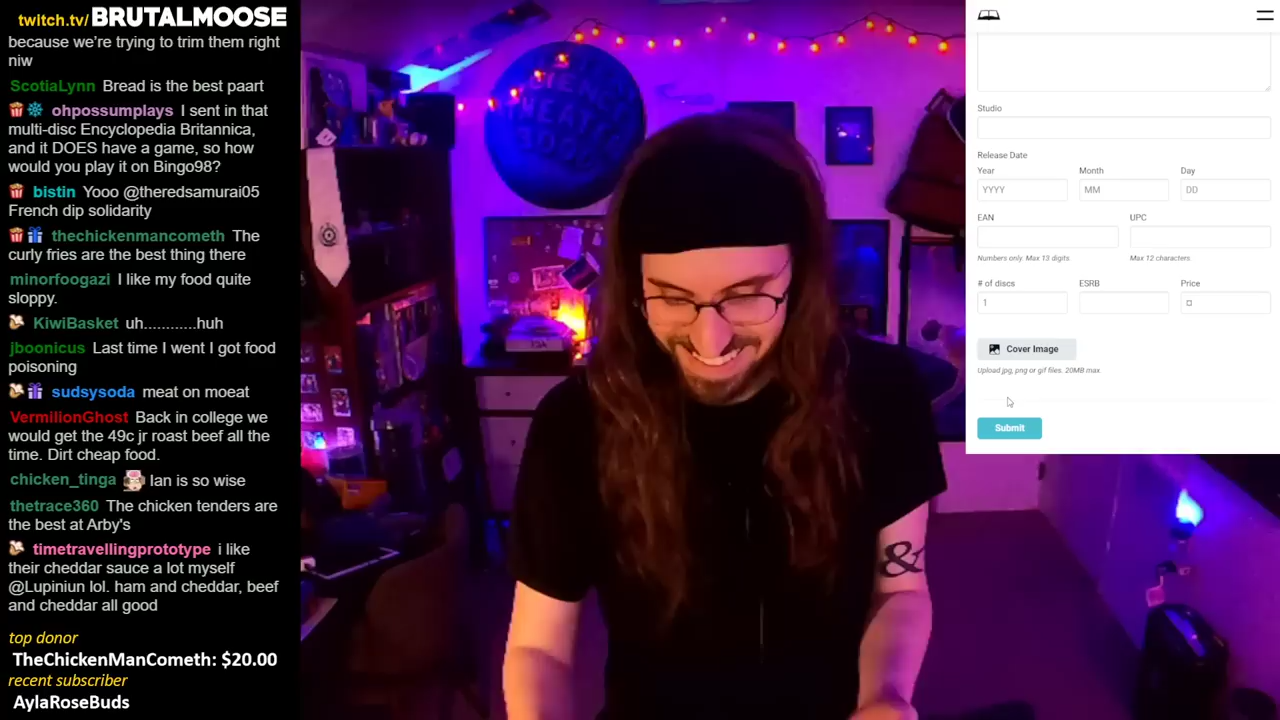 twitch.tv/BRUTALMOOSE
because we're trying to trim them right
niw
ScotiaLynn Bread is the best paart
ohpossumplays I sent in that
multi-disc Encyclopedia Britannica,
and it DOES have a game, so how
would you play it on Bingo98?
bistin Yooo @theredsamurai05
French dip solidarity
thechickenmancometh The
curly fries are the best thing there
minorfoogazi I like my food quite
sloppy.
KiwiBasket uh............huh
jboonicus Last time I went I got food
poisoning
sudsysoda meat on moeat
VermilionGhost Back in college we
would get the 49c jr roast beef all the
time. Dirt cheap food.
chicken_tinga Ian is so wise
thetrace360 The chicken tenders are
the best at Arby's
timetravellingprototype i like
their cheddar sauce a lot myself
@Lupiniun lol. ham and cheddar, beef
and cheddar all good
top donor
TheChickenManCometh: $20.00
recent subscriber
AylaRoseBuds
&
Studio
Release Date
Year Month Day
YYYY MM DD
EAN UPC
Numbers only. Max 13 digits. Max 12 characters.
# of discs ESRB Price
1 ¤
Cover Image
Upload jpg, png or gif files. 20MB max.
Submit